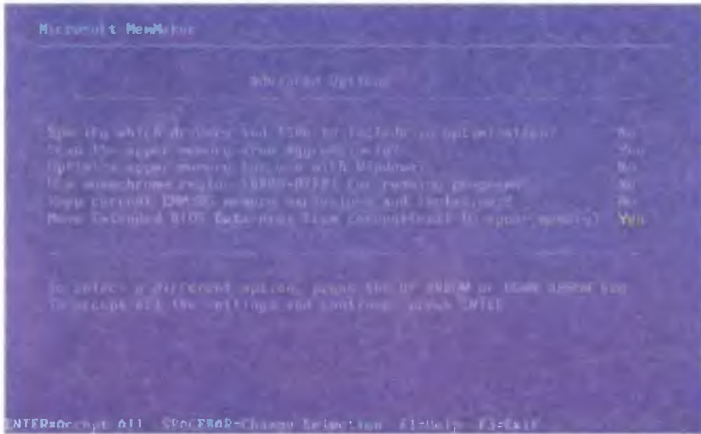 Microsoft MemMaker
Advanced Options
Specify which drivers and TSRs to include in optimization? No
Scan the upper memory area aggressively? Yes
Optimize upper memory for use with Windows? No
Use monochrome region (B000-B7FF) for running programs? No
Keep current EMM386 memory exclusions and inclusions? No
Move Extended BIOS Data Area from conventional to upper memory? Yes
To select a different option, press the UP ARROW or DOWN ARROW key
To accept all the settings and continue, press ENTER
ENTER=Accept All SPACEBAR=Change Selection F1=Help F3=Exit